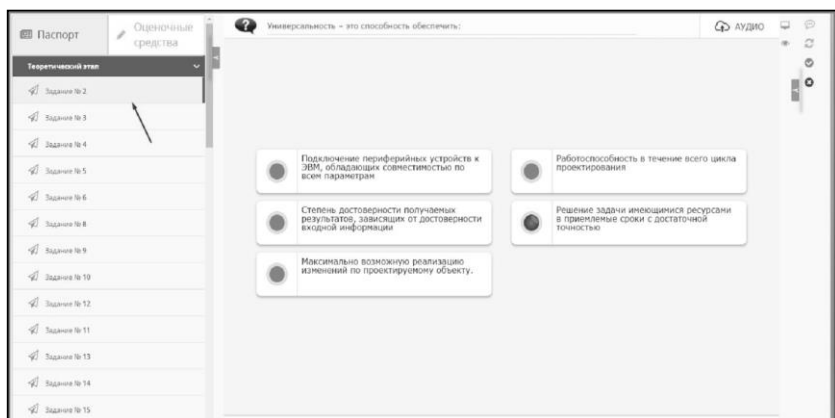 Паспорт
Оценочные
средства
Теоретический этап
Задание № 2
Задание № 3
Задание № 4
Задание № 5
Задание № 6
Задание № 8
Задание № 9
Задание № 10
Задание № 12
Задание № 11
Задание № 13
Задание № 14
Задание № 15
Универсальность – это способность обеспечить:
АУДИО
Подключение периферийных устройств к
ЭВМ, обладающих совместимостью по
всем параметрам
Работоспособность в течение всего цикла
проектирования
Степень достоверности получаемых
результатов, зависящих от достоверности
входной информации
Решение задачи имеющимися ресурсами
в приемлемые сроки с достаточной
точностью
Максимально возможную реализацию
изменений по проектируемому объекту.